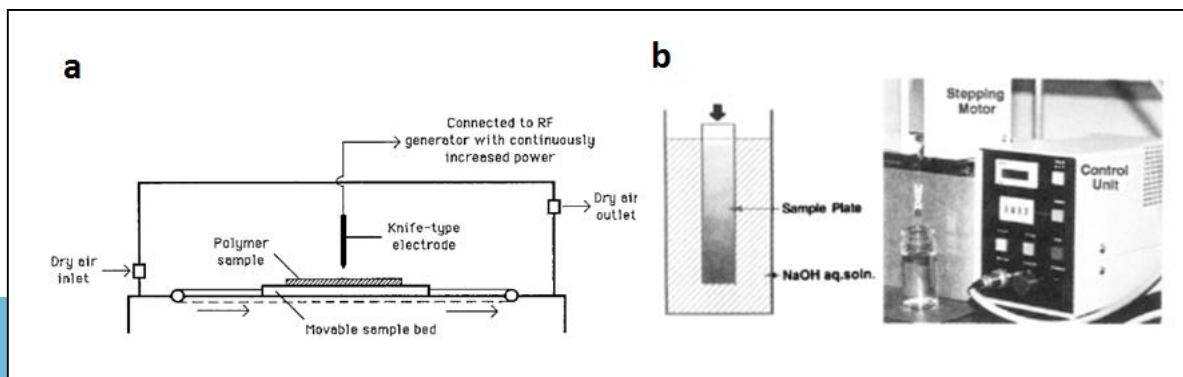 a
Connected to RF
generator with continuously
increased power
Dry air
outlet
Knife-type
electrode
Polymer
sample
Dry air
inlet
Movable sample bed
b
Sample Plate
NaOH aq.soln.
Stepping
Motor
Control
Unit